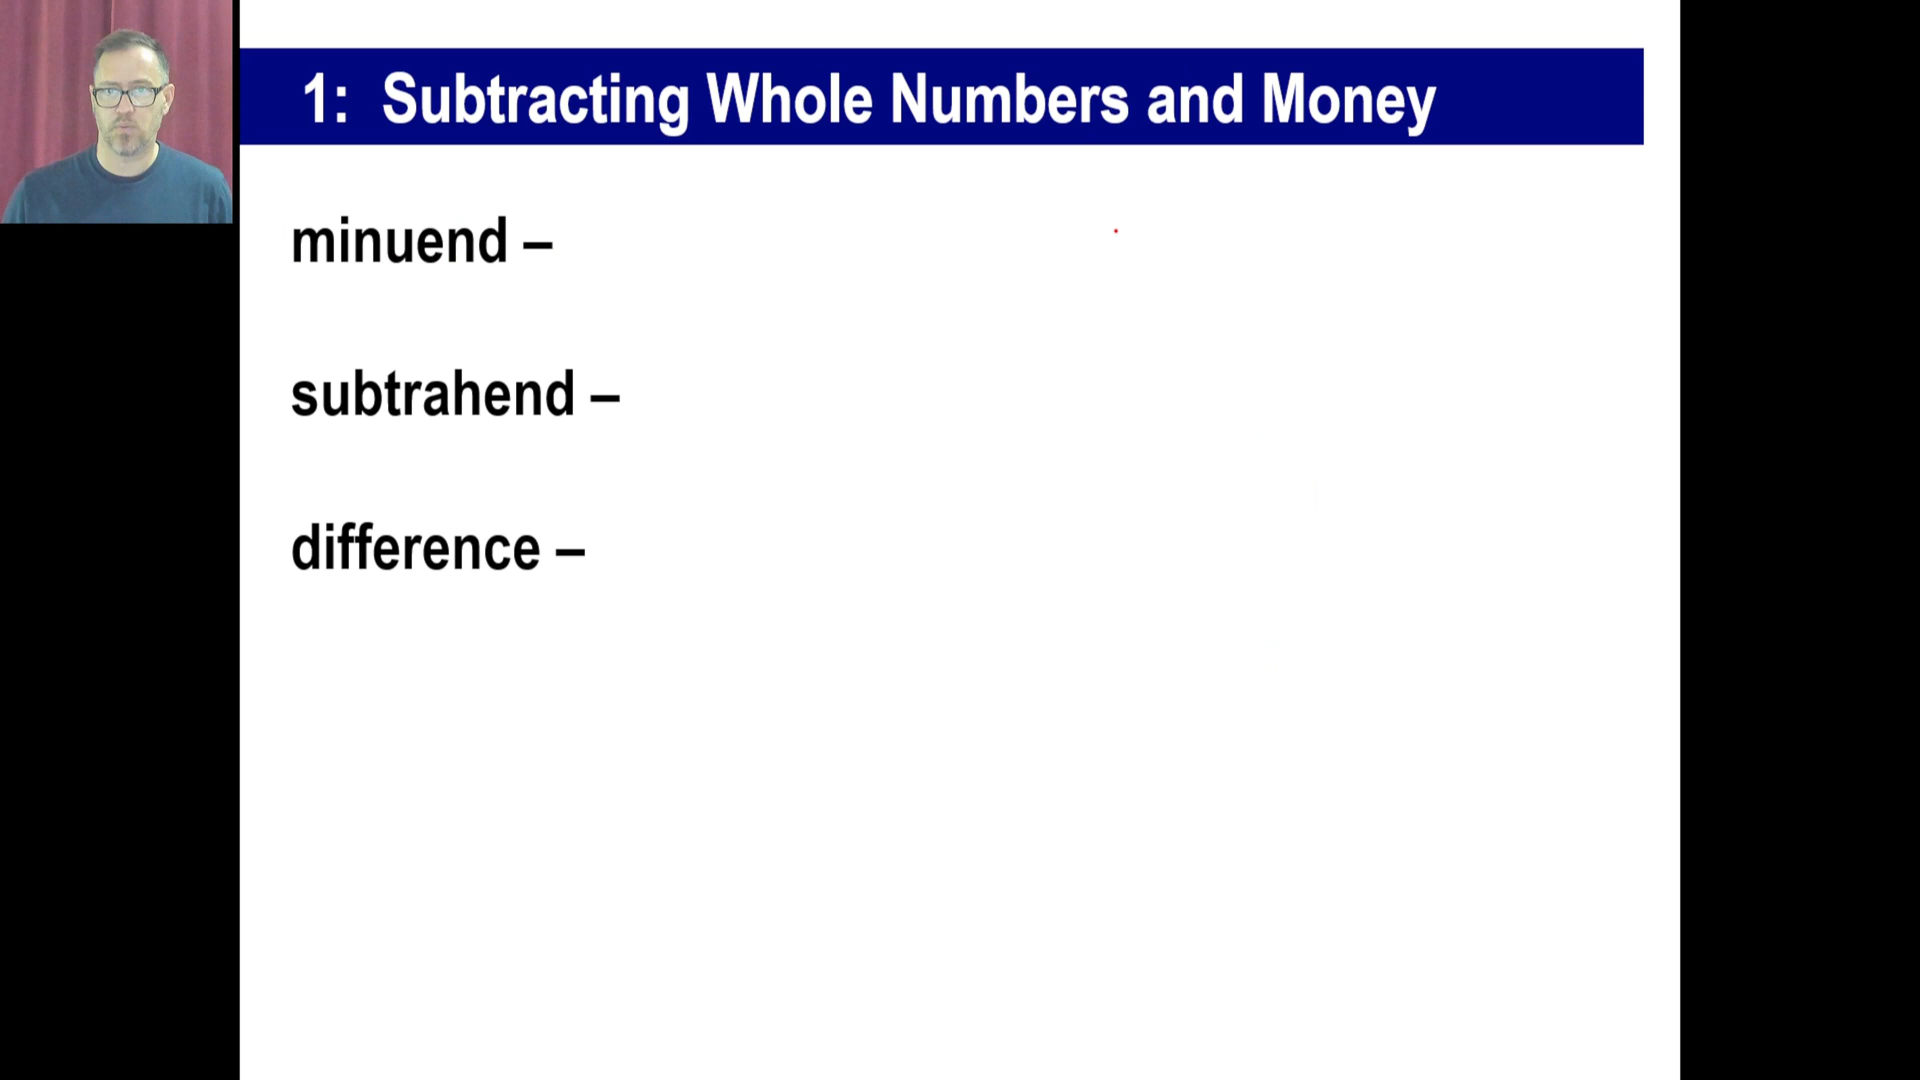 1: Subtracting Whole Numbers and Money
minuend –
subtrahend –
difference –